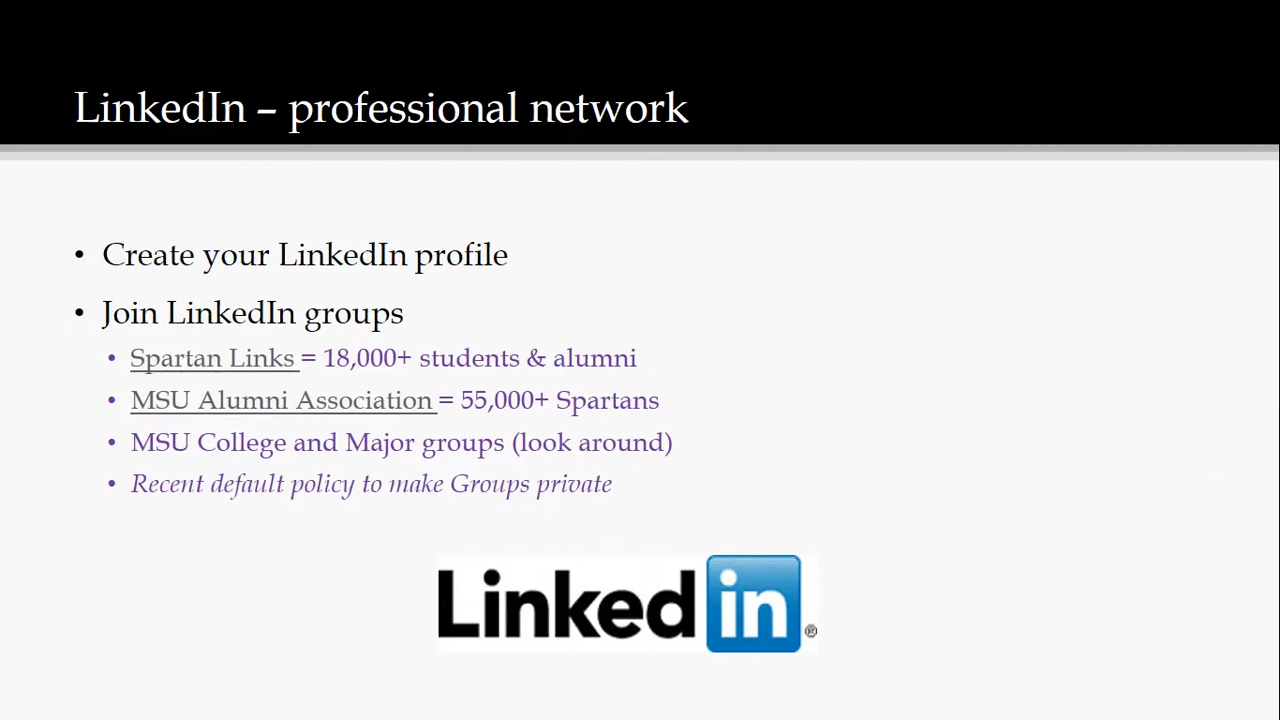 LinkedIn – professional network
• Create your LinkedIn profile
• Join LinkedIn groups
• Spartan Links = 18,000+ students & alumni
• MSU Alumni Association = 55,000+ Spartans
• MSU College and Major groups (look around)
• Recent default policy to make Groups private
Linked in ®